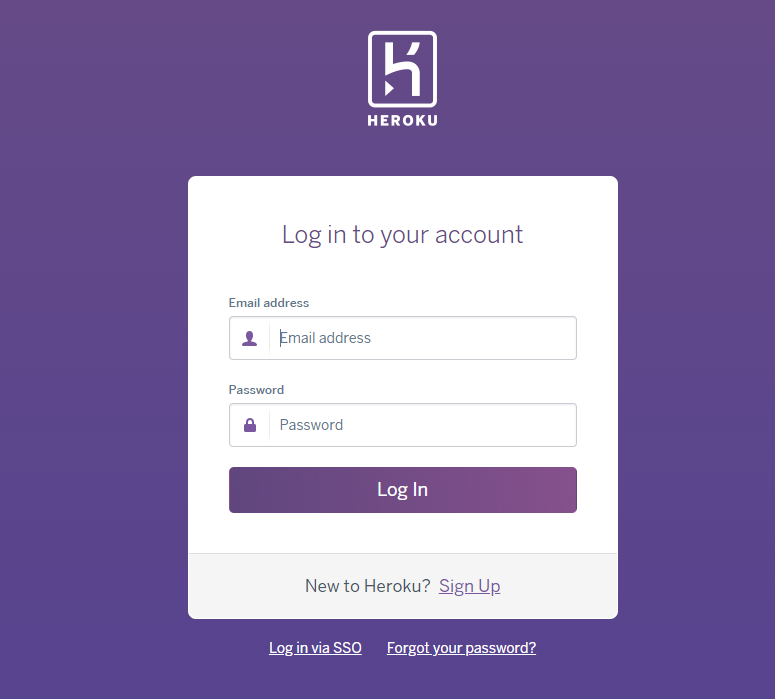 HEROKU
Log in to your account
Email address
Email address
Password
Password
Log In
New to Heroku? Sign Up
Log in via SSO Forgot your password?